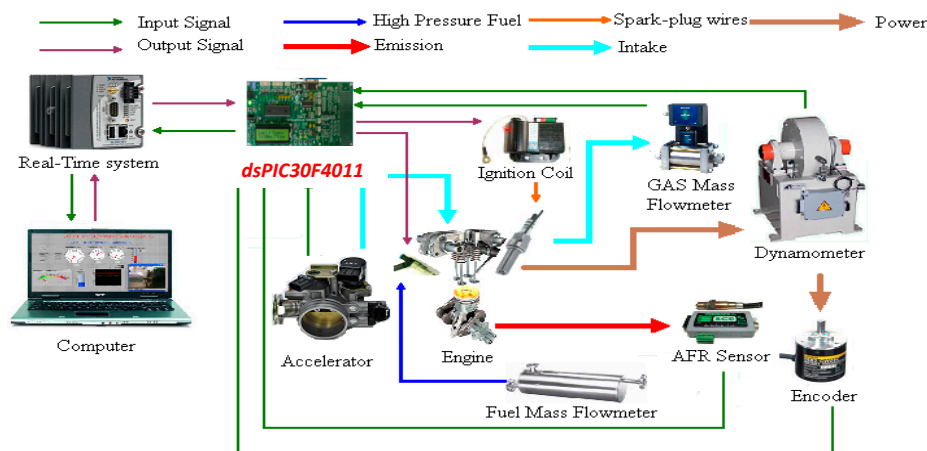 Input Signal
High Pressure Fuel
Spark-plug wires
Power
Output Signal
Emission
Intake
Real-Time system
dsPIC30F4011
Ignition Coil
GAS Mass
Flowmeter
Dynamometer
Computer
Accelerator
Engine
AFR Sensor
Fuel Mass Flowmeter
Encoder